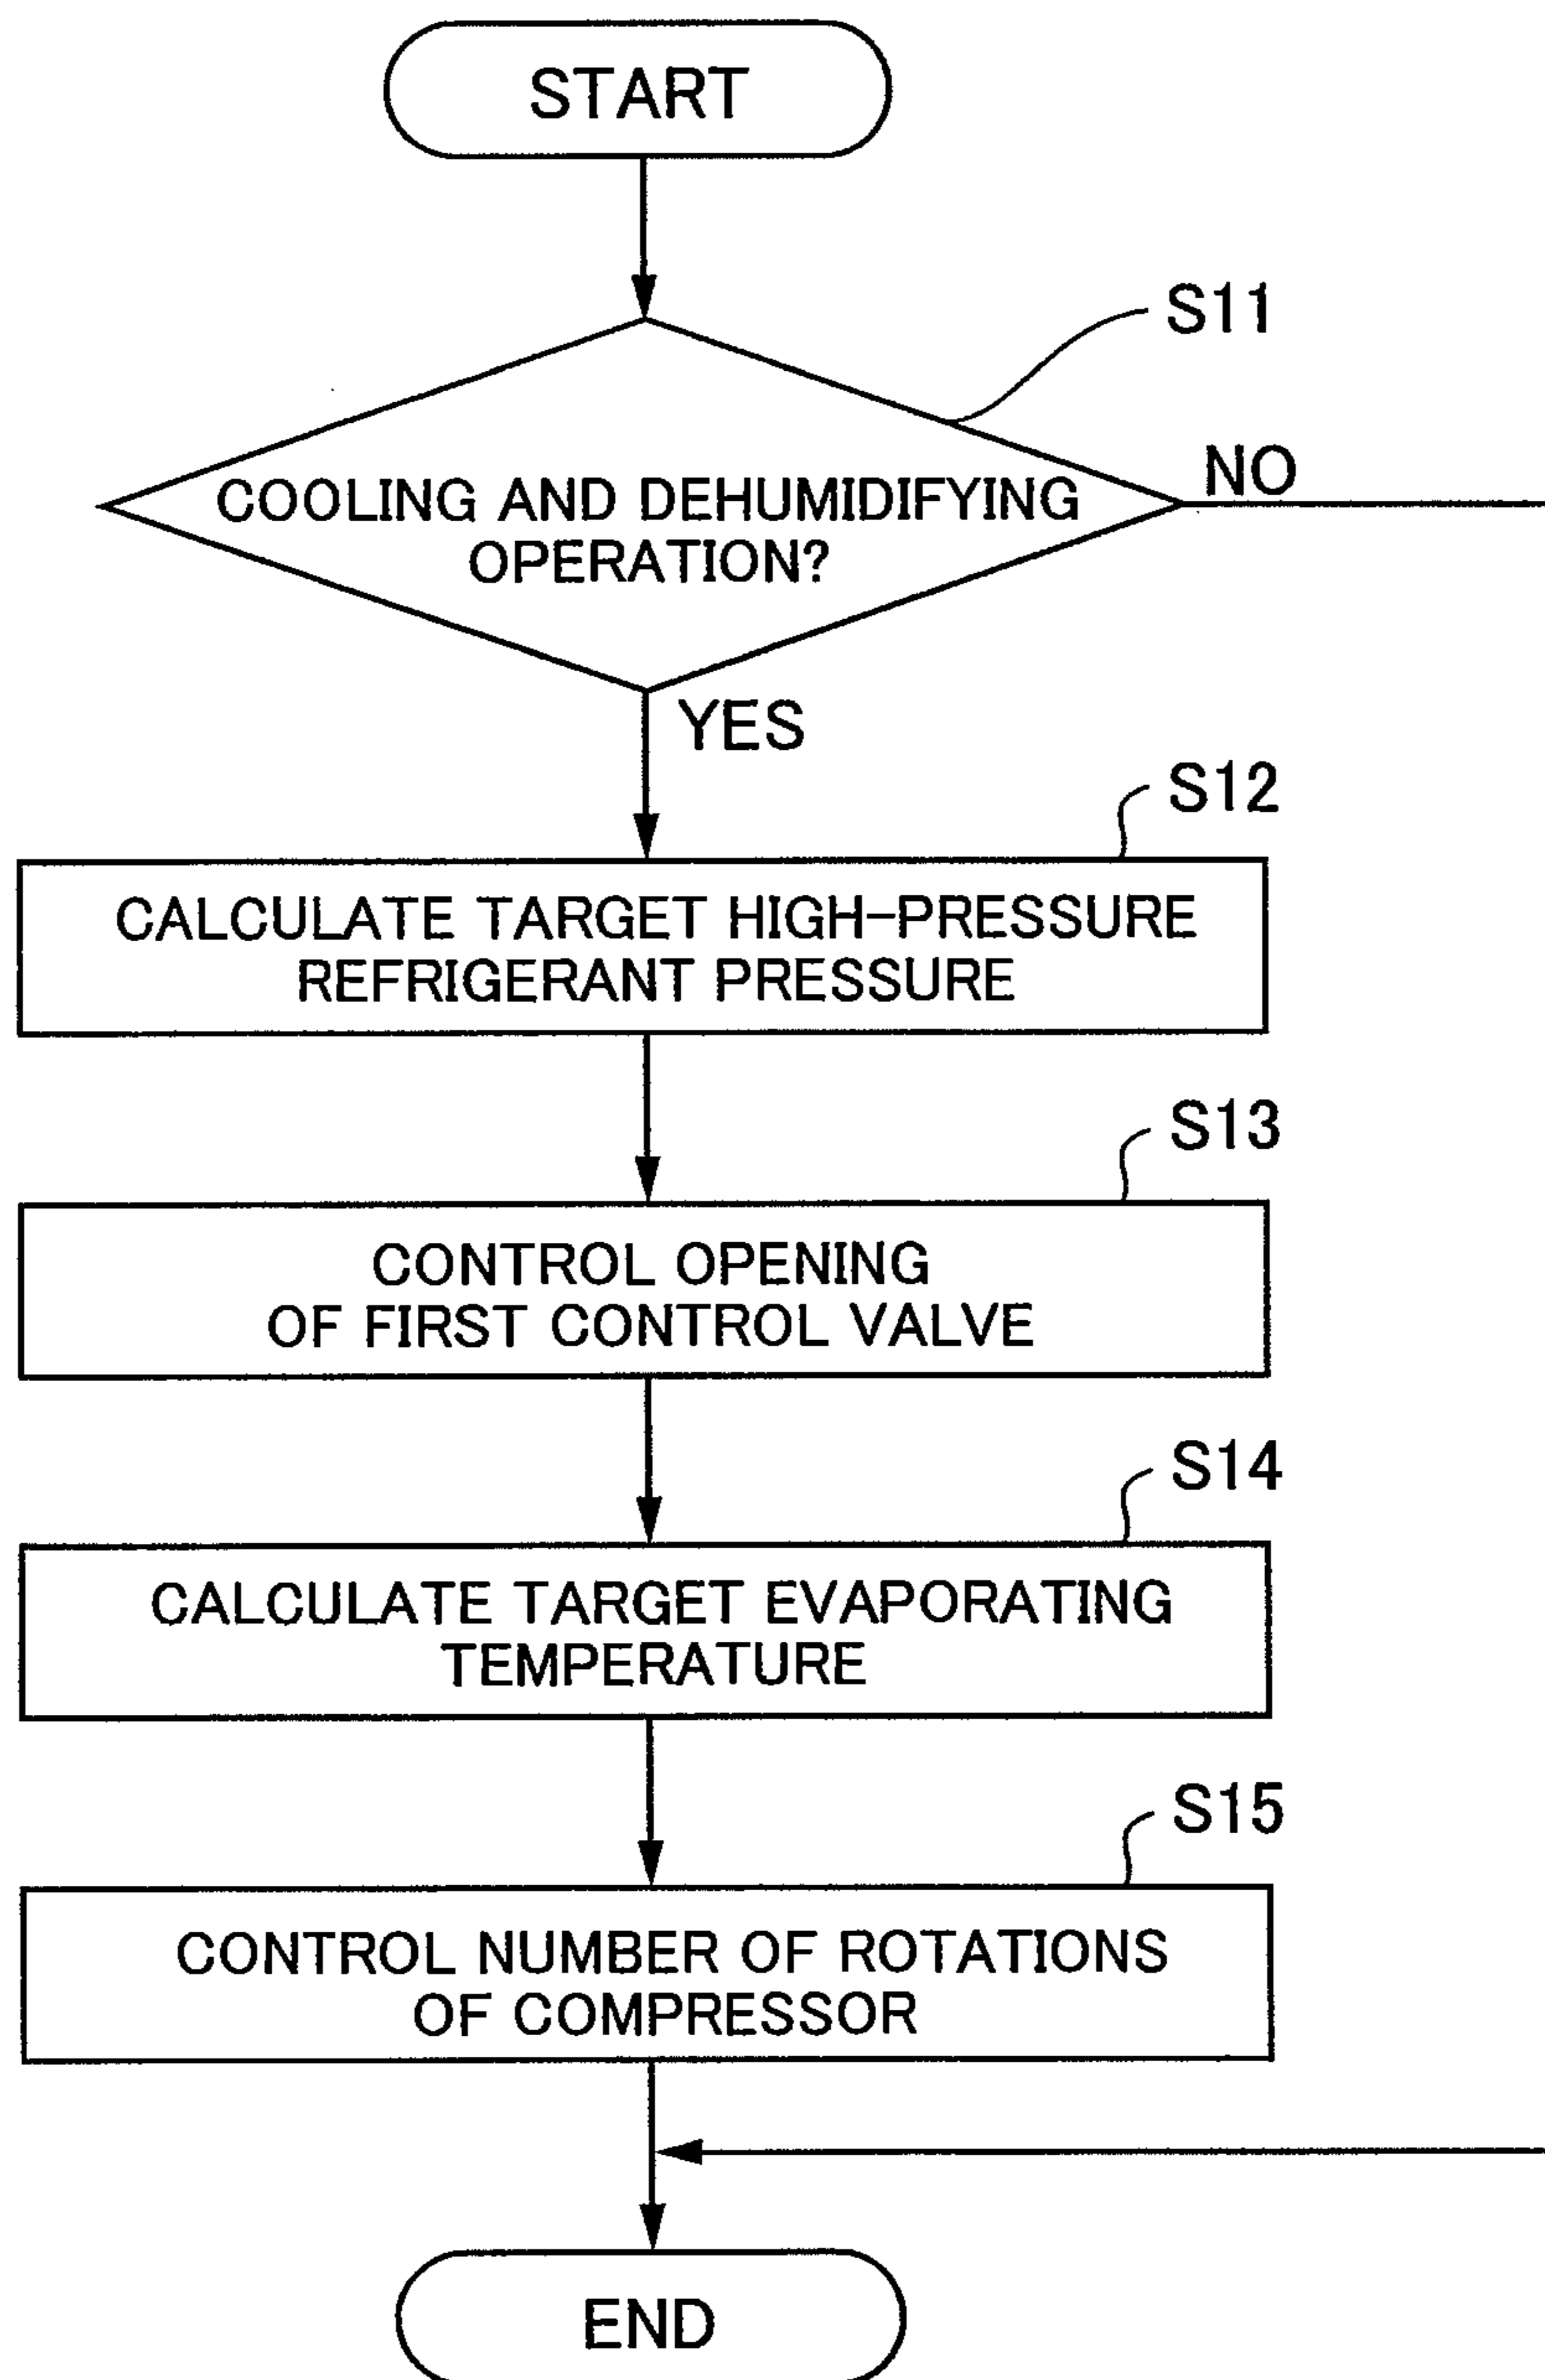 START
S11
COOLING AND DEHUMIDIFYING
OPERATION?
NO
YES
S12
CALCULATE TARGET HIGH-PRESSURE
REFRIGERANT PRESSURE
S13
CONTROL OPENING
OF FIRST CONTROL VALVE
S14
CALCULATE TARGET EVAPORATING
TEMPERATURE
S15
CONTROL NUMBER OF ROTATIONS
OF COMPRESSOR
END